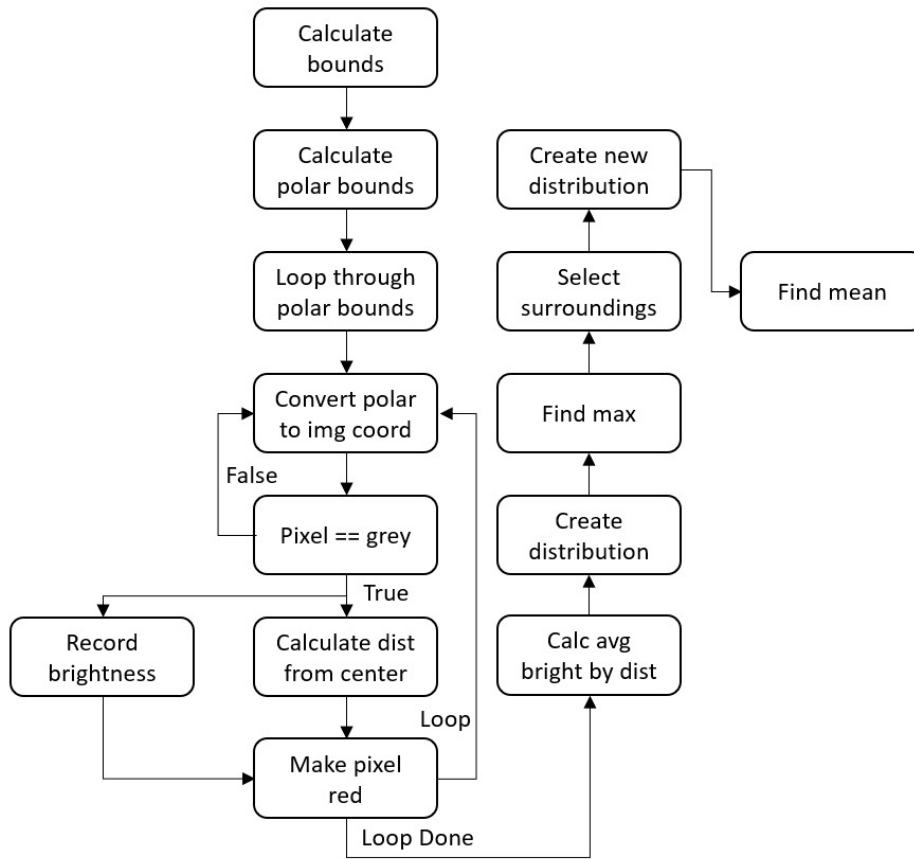 Calculate
bounds
Calculate
polar bounds
Loop through
polar bounds
Convert polar
to img coord
False
Pixel == grey
True
Record
brightness
Calculate dist
from center
Loop
Make pixel
red
Loop Done
Calc avg
bright by dist
Create
distribution
Find max
Select
surroundings
Create new
distribution
Find mean